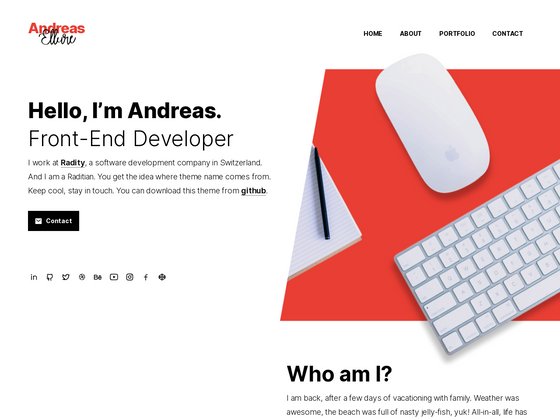 Andreas
Ellone
HOME ABOUT PORTFOLIO CONTACT
Hello, I’m Andreas.
Front-End Developer
I work at Radity, a software development company in Switzerland.
And I am a Raditian. You get the idea where theme name comes from.
Keep cool, stay in touch. You can download this theme from github.
Contact
Who am I?
I am back, after a few days of vacationing with family. Weather was
awesome, the beach was full of nasty jelly-fish, yuk! All-in-all, life has